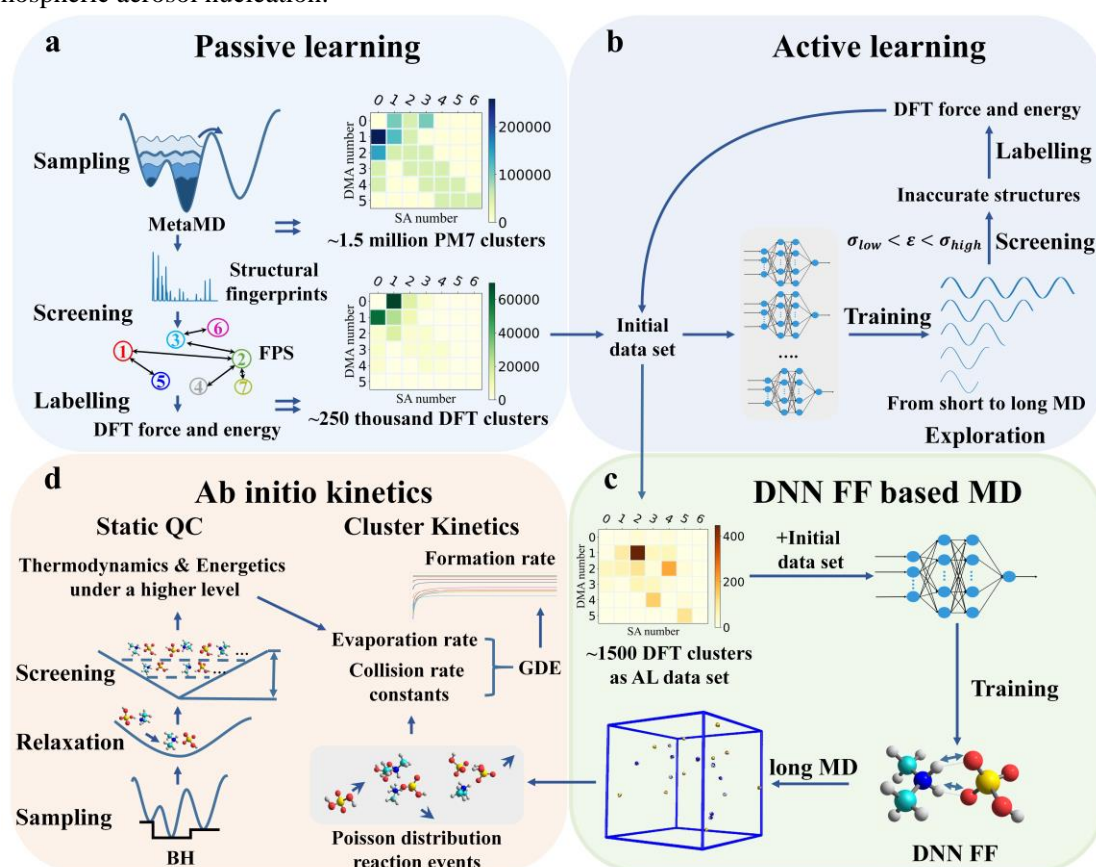 a
Passive learning
Sampling
MetaMD
Structural
fingerprints
Screening
1
2
3
4
5
6
7
FPS
Labelling
DFT force and energy
0 1 2 3 4 5 6
0
1
2
3
4
5
DMA number
SA number
200000
100000
0
~1.5 million PM7 clusters
0 1 2 3 4 5 6
0
1
2
3
4
5
DMA number
SA number
60000
40000
20000
0
~250 thousand DFT clusters
b
Active learning
DFT force and energy
Labelling
Inaccurate structures
σlow < ε < σhigh
Screening
Initial
data set
....
Training
From short to long MD
Exploration
d
Ab initio kinetics
Static QC
Thermodynamics & Energetics
under a higher level
Screening
...
...
Relaxation
Sampling
BH
Cluster Kinetics
Formation rate
Evaporation rate
Collision rate
constants
GDE
Poisson distribution
reaction events
c
DNN FF based MD
0 1 2 3 4 5 6
0
1
2
3
4
5
DMA number
SA number
400
200
0
~1500 DFT clusters
as AL data set
+Initial
data set
Training
long MD
DNN FF